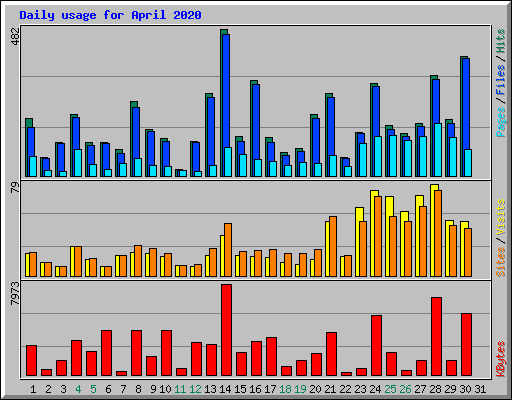 Daily usage for April 2020
482
Pages / Files / Hits
79
Sites / Visits
7973
KBytes
1 2 3 4 5 6 7 8 9 10 11 12 13 14 15 16 17 18 19 20 21 22 23 24 25 26 27 28 29 30 31